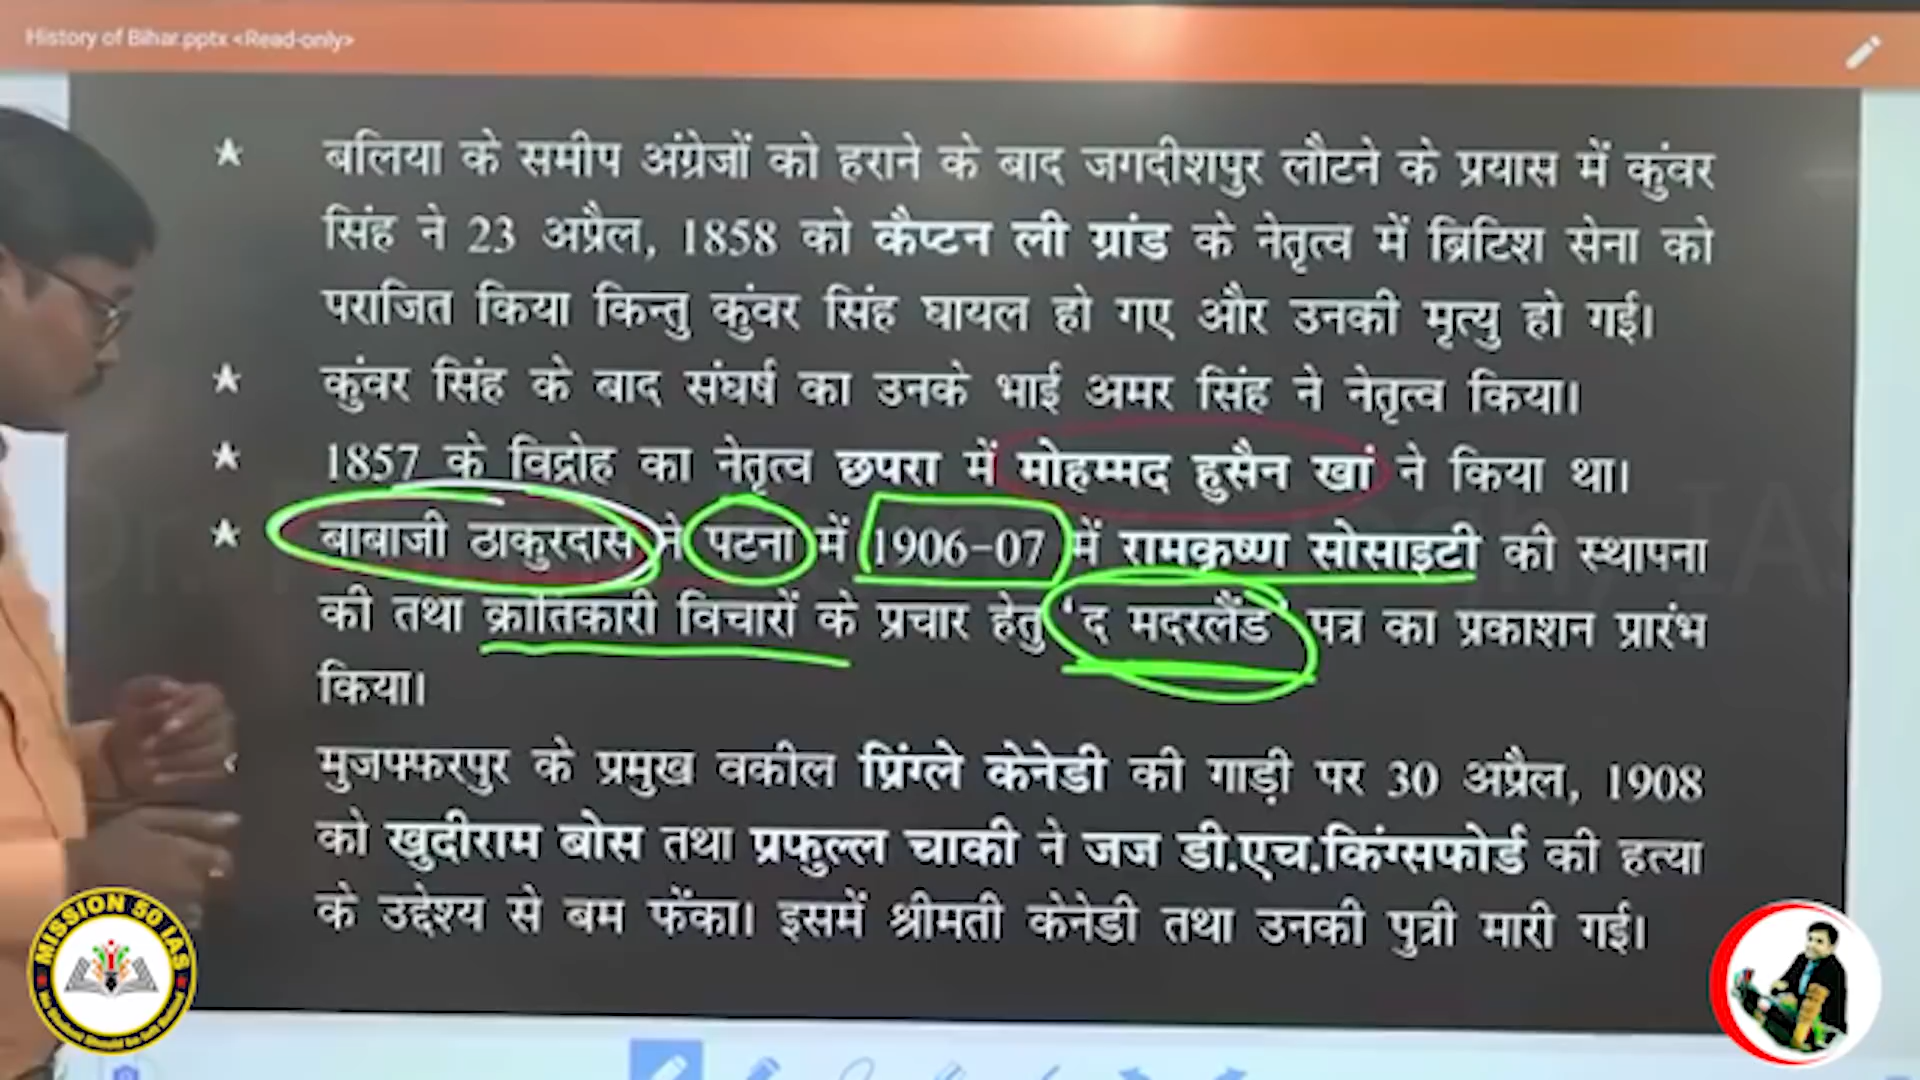 History of Bihar.pptx <Read-only>
★ बलिया के समीप अंग्रेजों को हराने के बाद जगदीशपुर लौटने के प्रयास में कुंवर
सिंह ने 23 अप्रैल, 1858 को कैप्टन ली ग्रांड के नेतृत्व में ब्रिटिश सेना को
पराजित किया किन्तु कुंवर सिंह घायल हो गए और उनकी मृत्यु हो गई।
★ कुंवर सिंह के बाद संघर्ष का उनके भाई अमर सिंह ने नेतृत्व किया।
★ 1857 के विद्रोह का नेतृत्व छपरा में मोहम्मद हुसैन खां ने किया था।
★ बाबाजी ठाकुरदास ने पटना में 1906-07 में रामकृष्ण सोसाइटी की स्थापना
की तथा क्रांतिकारी विचारों के प्रचार हेतु 'द मदरलैंड' पत्र का प्रकाशन प्रारंभ
किया।
मुजफ्फरपुर के प्रमुख वकील प्रिंग्ले केनेडी की गाड़ी पर 30 अप्रैल, 1908
को खुदीराम बोस तथा प्रफुल्ल चाकी ने जज डी.एच.किंग्सफोर्ड की हत्या
के उद्देश्य से बम फेंका। इसमें श्रीमती केनेडी तथा उनकी पुत्री मारी गई।
MISSION 50 IAS